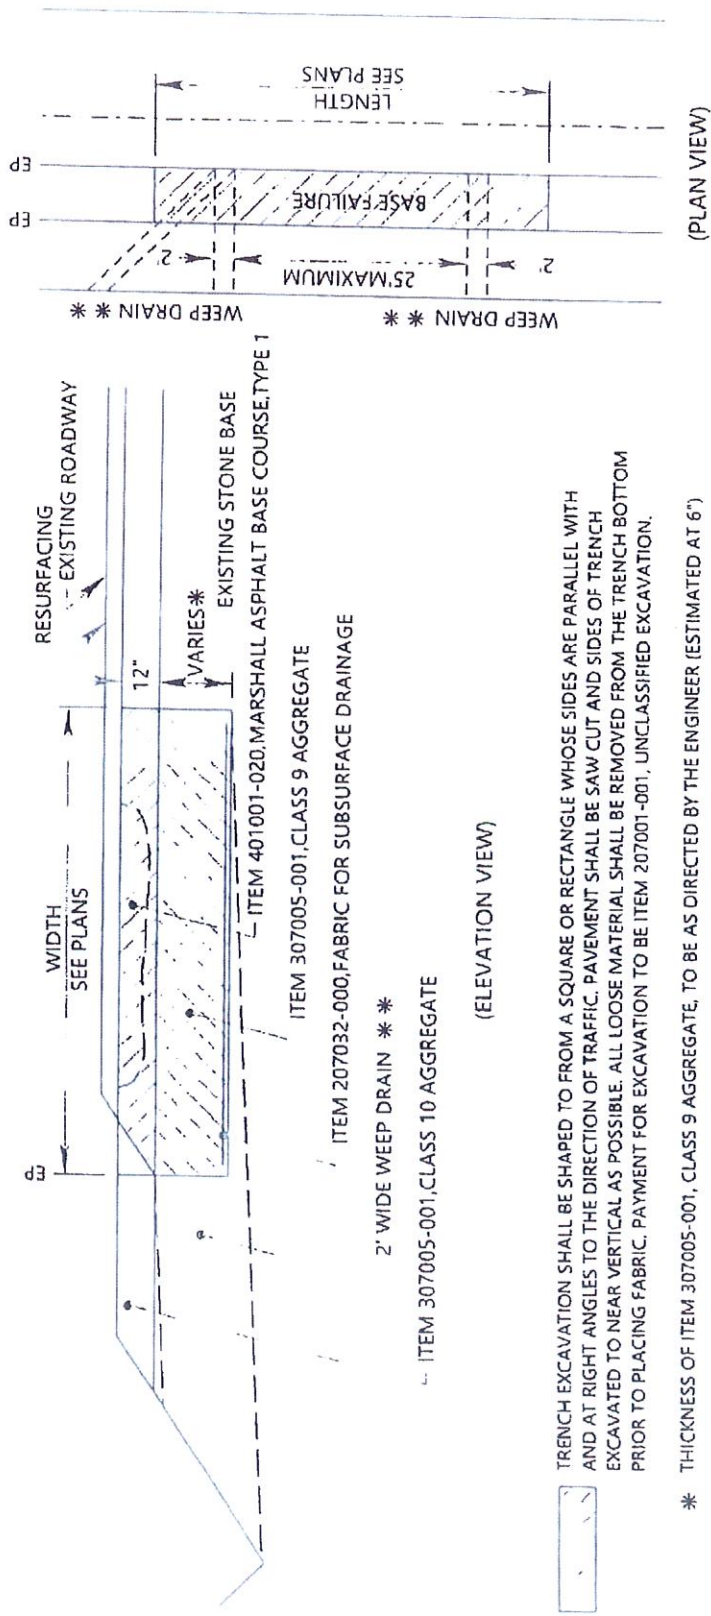 RESURFACING
EXISTING ROADWAY
WIDTH
SEE PLANS
EP
12"
VARIES*
EXISTING STONE BASE
ITEM 401001-020,MARSHALL ASPHALT BASE COURSE,TYPE 1
ITEM 307005-001,CLASS 9 AGGREGATE
ITEM 207032-000,FABRIC FOR SUBSURFACE DRAINAGE
2' WIDE WEEP DRAIN **
ITEM 307005-001,CLASS 10 AGGREGATE
(ELEVATION VIEW)
EP
EP
LENGTH
SEE PLANS
BASE FAILURE
2'
25'MAXIMUM
2'
WEEP DRAIN **
WEEP DRAIN **
(PLAN VIEW)
TRENCH EXCAVATION SHALL BE SHAPED TO FROM A SQUARE OR RECTANGLE WHOSE SIDES ARE PARALLEL WITH
AND AT RIGHT ANGLES TO THE DIRECTION OF TRAFFIC. PAVEMENT SHALL BE SAW CUT AND SIDES OF TRENCH
EXCAVATED TO NEAR VERTICAL AS POSSIBLE. ALL LOOSE MATERIAL SHALL BE REMOVED FROM THE TRENCH BOTTOM
PRIOR TO PLACING FABRIC. PAYMENT FOR EXCAVATION TO BE ITEM 207001-001, UNCLASSIFIED EXCAVATION.
* THICKNESS OF ITEM 307005-001, CLASS 9 AGGREGATE, TO BE AS DIRECTED BY THE ENGINEER (ESTIMATED AT 6")